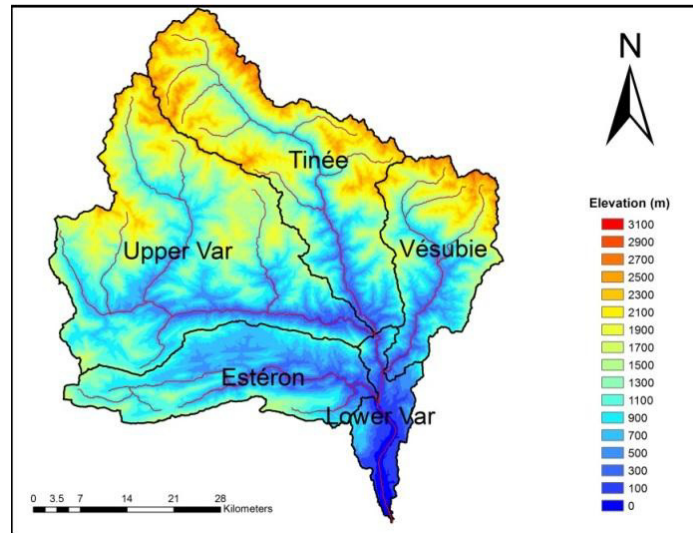 N
Tinée
Vésubie
Upper Var
Estéron
Lower Var
Elevation (m)
3100
2900
2700
2500
2300
2100
1900
1700
1500
1300
1100
900
700
500
300
100
0
0 3.5 7 14 21 28
Kilometers